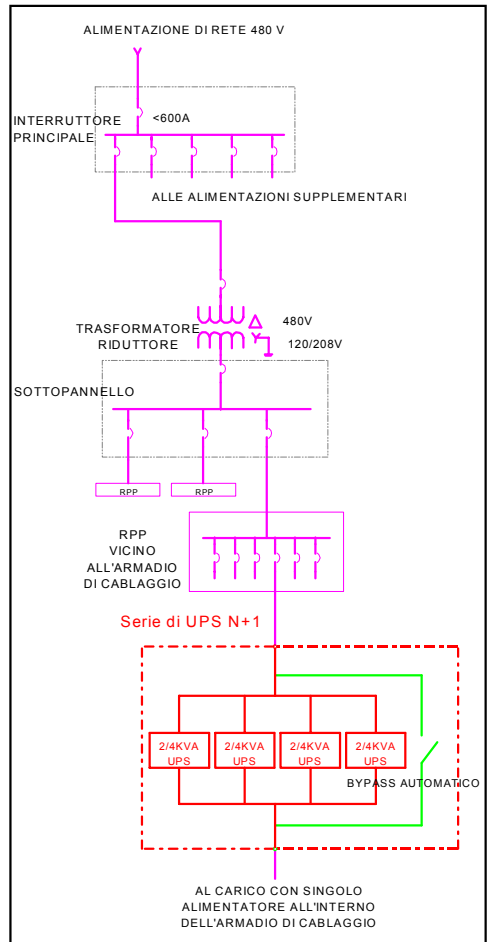 ALIMENTAZIONE DI RETE 480 V
INTERRUTTORE
PRINCIPALE
<600A
ALLE ALIMENTAZIONI SUPPLEMENTARI
TRASFORMATORE
RIDUTTORE
480V
120/208V
SOTTOPANNELLO
RPP
RPP
RPP
VICINO
ALL'ARMADIO
DI CABLAGGIO
Serie di UPS N+1
2/4KVA
UPS
2/4KVA
UPS
2/4KVA
UPS
2/4KVA
UPS
BYPASS AUTOMATICO
AL CARICO CON SINGOLO
ALIMENTATORE ALL'INTERNO
DELL'ARMADIO DI CABLAGGIO